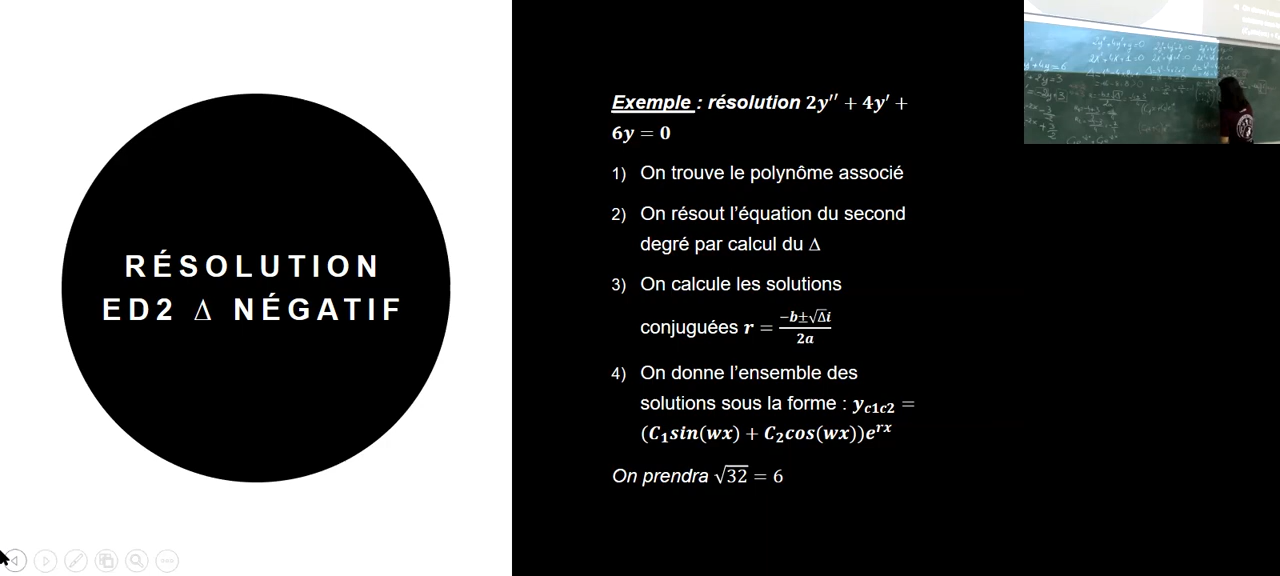 RÉSOLUTION
ED2 Δ NÉGATIF
Exemple : résolution 2y′′ + 4y′ +
6y = 0
1) On trouve le polynôme associé
2) On résout l’équation du second
degré par calcul du Δ
3) On calcule les solutions
conjuguées r = (-b±√Δi)/(2a)
4) On donne l’ensemble des
solutions sous la forme : y_c1c2 =
(C₁sin(wx) + C₂cos(wx))e^rx
On prendra √32 = 6